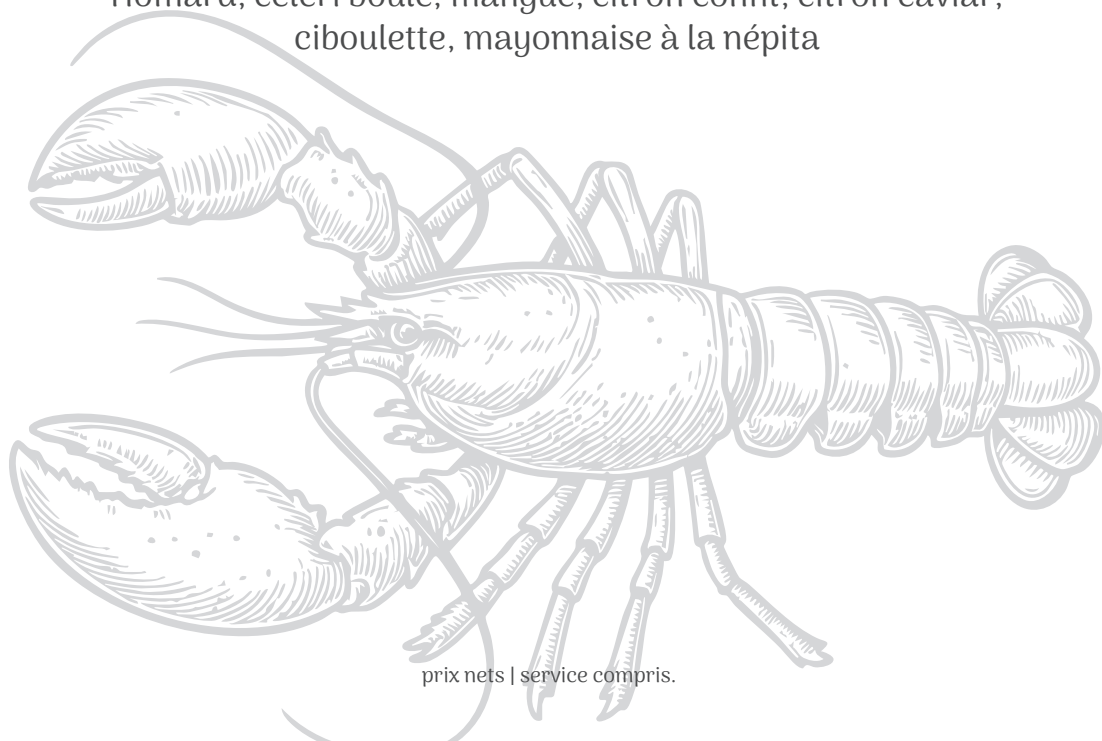 Homard, céleri boule, mangue, citron confit, citron caviar,
ciboulette, mayonnaise à la népita
prix nets | service compris.